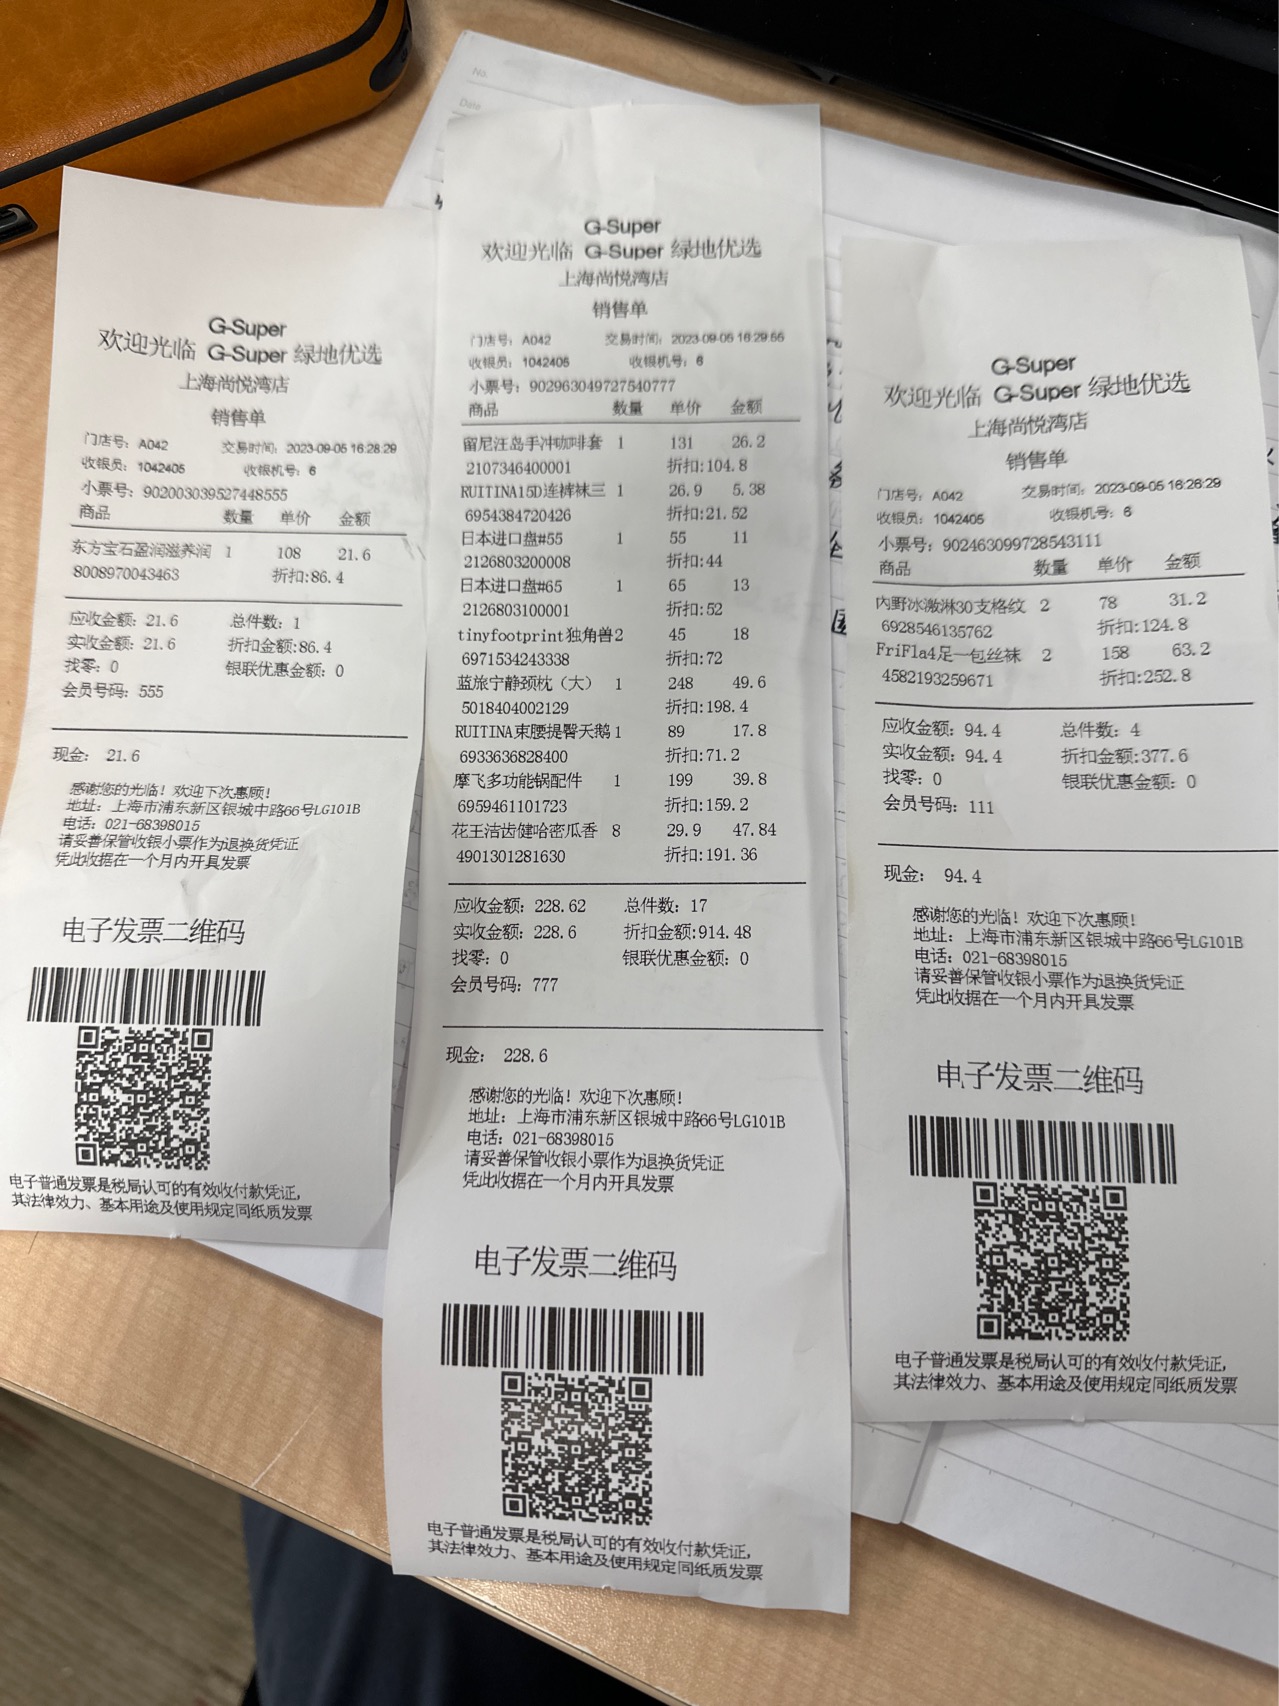 No.
Date
G-Super
欢迎光临 G-Super 绿地优选
上海尚悦湾店
销售单
门店号: A042 交易时间: 2023-09-05 16:28:29
收银员: 1042405 收银机号: 6
小票号: 902003039527448555
商品 数量 单价 金额
东方宝石盈润滋养润 1 108 21.6
8008970043463 折扣:86.4
应收金额: 21.6 总件数: 1
实收金额: 21.6 折扣金额:86.4
找零: 0 银联优惠金额: 0
会员号码: 555
现金: 21.6
感谢您的光临! 欢迎下次惠顾!
地址: 上海市浦东新区银城中路66号LG101B
电话: 021-68398015
请妥善保管收银小票作为退换货凭证
凭此收据在一个月内开具发票
电子发票二维码
电子普通发票是税局认可的有效收付款凭证,
其法律效力、基本用途及使用规定同纸质发票
G-Super
欢迎光临 G-Super 绿地优选
上海尚悦湾店
销售单
门店号: A042 交易时间: 2023-09-05 16:29:55
收银员: 1042405 收银机号: 6
小票号: 902963049727540777
商品 数量 单价 金额
留尼汪岛手冲咖啡套 1 131 26.2
2107346400001 折扣:104.8
RUITINA15D连裤袜三 1 26.9 5.38
6954384720426 折扣:21.52
日本进口盘#55 1 55 11
2126803200008 折扣:44
日本进口盘#65 1 65 13
2126803100001 折扣:52
tinyfootprint独角兽2 45 18
6971534243338 折扣:72
蓝旅宁静颈枕（大） 1 248 49.6
5018404002129 折扣:198.4
RUITINA束腰提臀天鹅1 89 17.8
6933636828400 折扣:71.2
摩飞多功能锅配件 1 199 39.8
6959461101723 折扣:159.2
花王洁齿健哈密瓜香 8 29.9 47.84
4901301281630 折扣:191.36
应收金额: 228.62 总件数: 17
实收金额: 228.6 折扣金额:914.48
找零: 0 银联优惠金额: 0
会员号码: 777
现金: 228.6
感谢您的光临! 欢迎下次惠顾!
地址: 上海市浦东新区银城中路66号LG101B
电话: 021-68398015
请妥善保管收银小票作为退换货凭证
凭此收据在一个月内开具发票
电子发票二维码
电子普通发票是税局认可的有效收付款凭证,
其法律效力、基本用途及使用规定同纸质发票
G-Super
欢迎光临 G-Super 绿地优选
上海尚悦湾店
销售单
门店号: A042 交易时间: 2023-09-05 16:26:29
收银员: 1042405 收银机号: 6
小票号: 902463099728543111
商品 数量 单价 金额
内野冰激淋30支格纹 2 78 31.2
6928546135762 折扣:124.8
FriFla4足一包丝袜 2 158 63.2
4582193259671 折扣:252.8
应收金额: 94.4 总件数: 4
实收金额: 94.4 折扣金额:377.6
找零: 0 银联优惠金额: 0
会员号码: 111
现金: 94.4
感谢您的光临! 欢迎下次惠顾!
地址: 上海市浦东新区银城中路66号LG101B
电话: 021-68398015
请妥善保管收银小票作为退换货凭证
凭此收据在一个月内开具发票
电子发票二维码
电子普通发票是税局认可的有效收付款凭证,
其法律效力、基本用途及使用规定同纸质发票